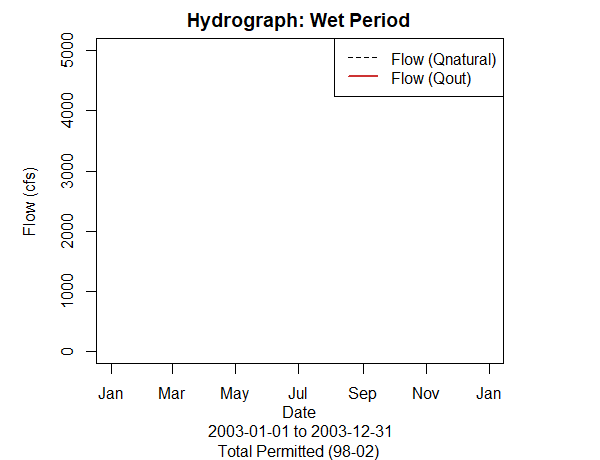 Hydrograph: Wet Period
Flow (Qnatural)
Flow (Qout)
Flow (cfs)
5000
4000
3000
2000
1000
0
Jan Mar May Jul Sep Nov Jan
Date
2003-01-01 to 2003-12-31
Total Permitted (98-02)